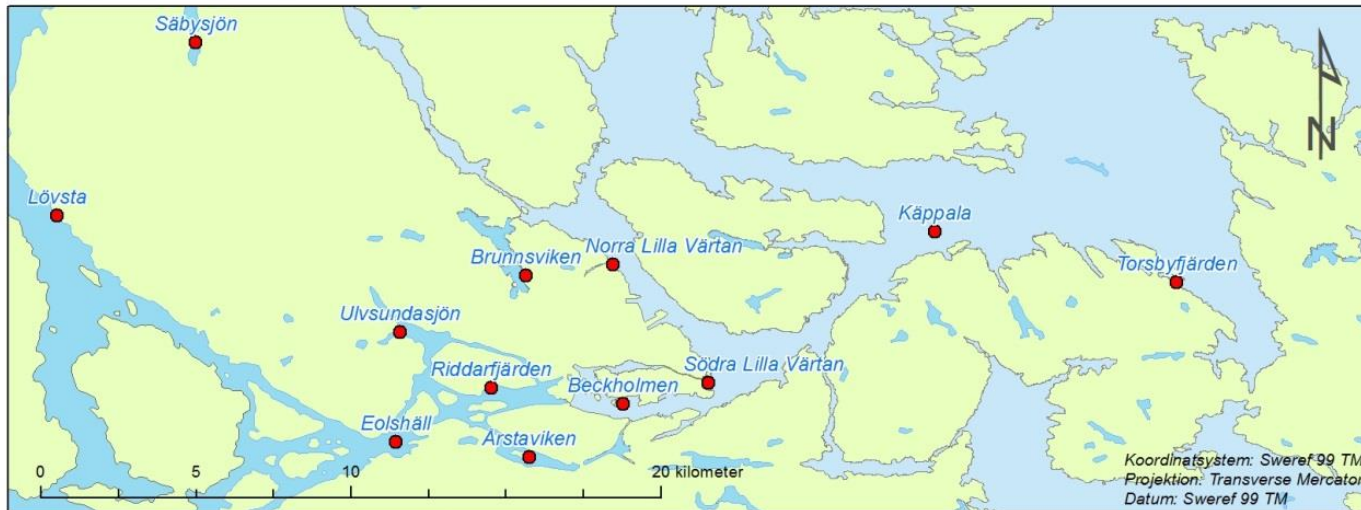 Säbysjön
Lövsta
Käppala
Norra Lilla Värtan
Brunnsviken
Torsbyfjärden
Ulvsundasjön
Riddarfjärden
Södra Lilla Värtan
Beckholmen
Eolshäll
Årstaviken
0 5 10 20 kilometer
N
Koordinatsystem: Sweref 99 TM
Projektion: Transverse Mercator
Datum: Sweref 99 TM